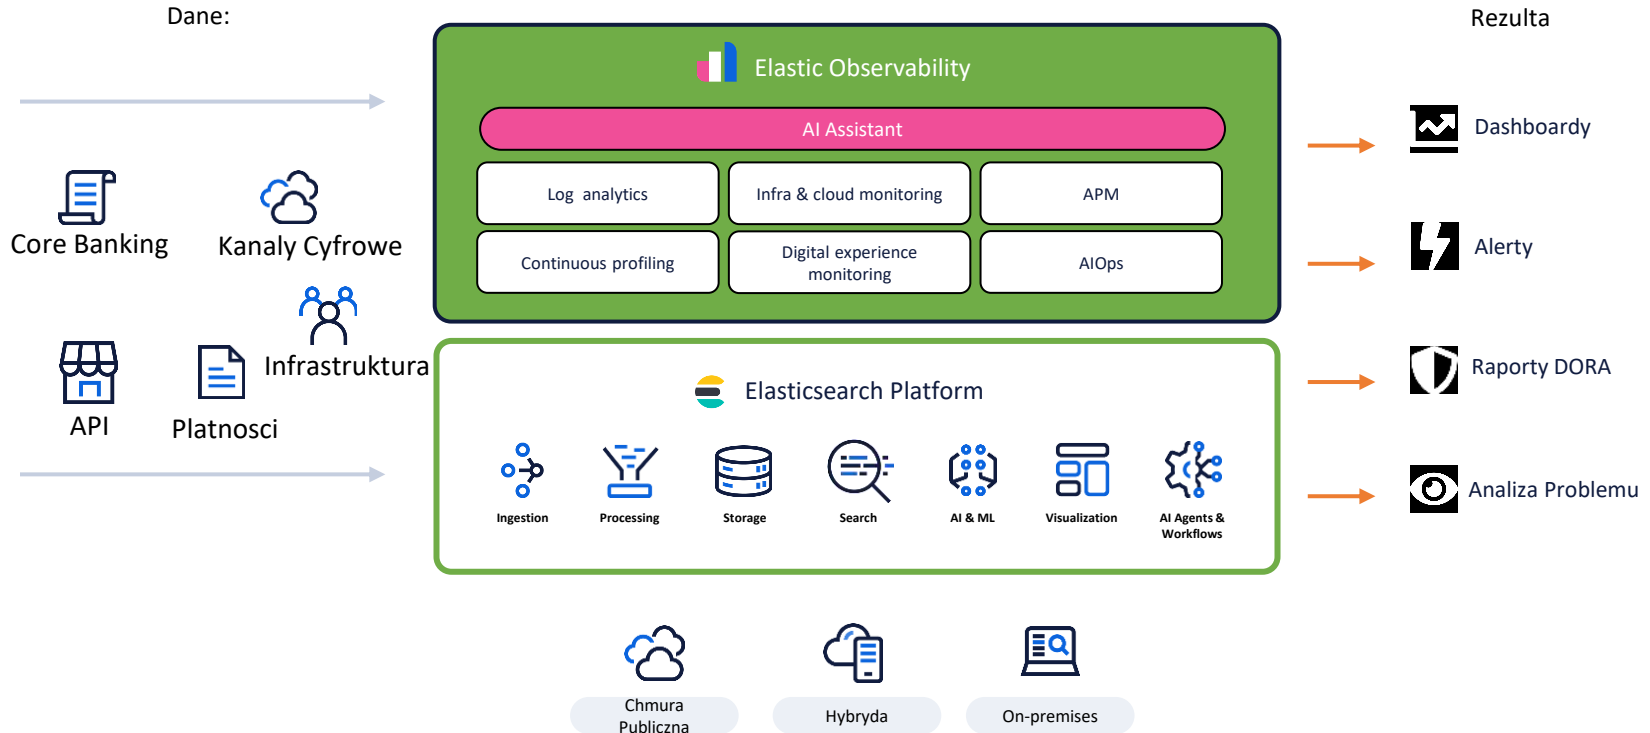 Dane:
Rezulta
Elastic Observability
AI Assistant
Log analytics
Infra & cloud monitoring
APM
Continuous profiling
Digital experience
monitoring
AIOps
Core Banking
Kanaly Cyfrowe
Infrastruktura
API
Platnosci
Elasticsearch Platform
Ingestion
Processing
Storage
Search
AI & ML
Visualization
AI Agents &
Workflows
Dashboardy
Alerty
Raporty DORA
Analiza Problemu
Chmura
Publiczna
Hybryda
On-premises